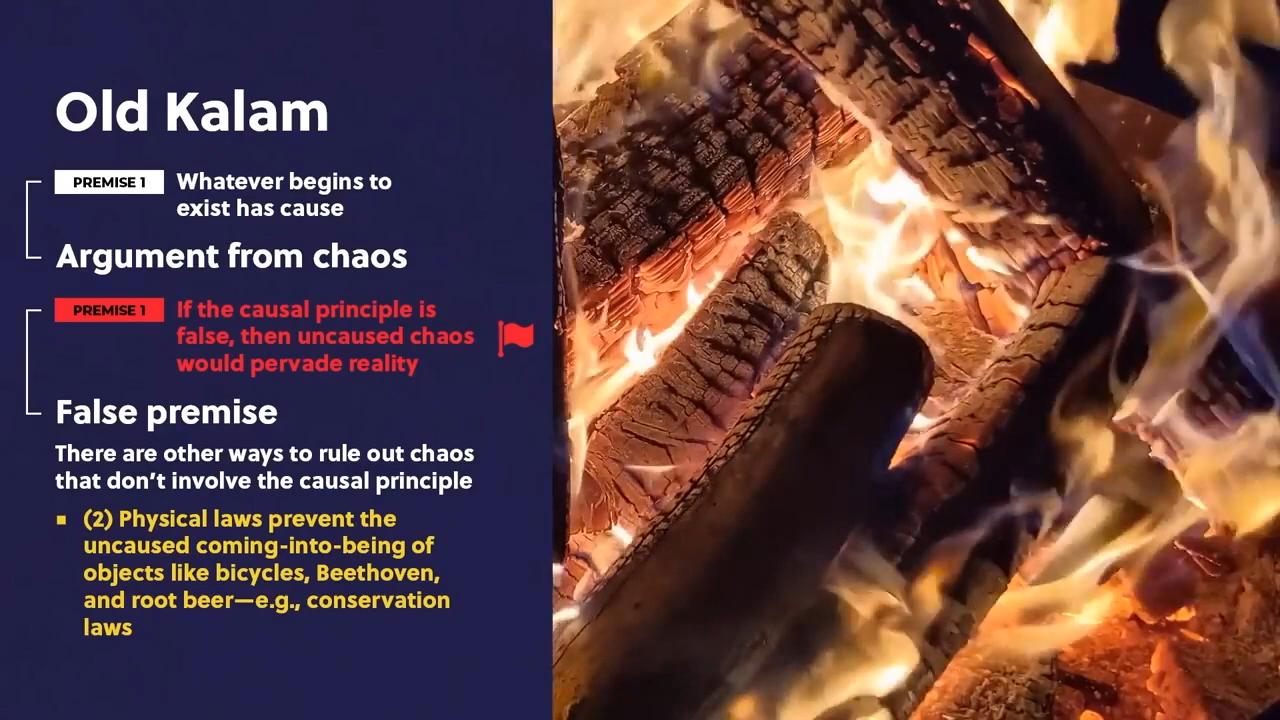 Old Kalam
PREMISE 1 Whatever begins to
exist has cause
Argument from chaos
PREMISE 1 If the causal principle is
false, then uncaused chaos
would pervade reality
False premise
There are other ways to rule out chaos
that don’t involve the causal principle
▪ (2) Physical laws prevent the
uncaused coming-into-being of
objects like bicycles, Beethoven,
and root beer—e.g., conservation
laws